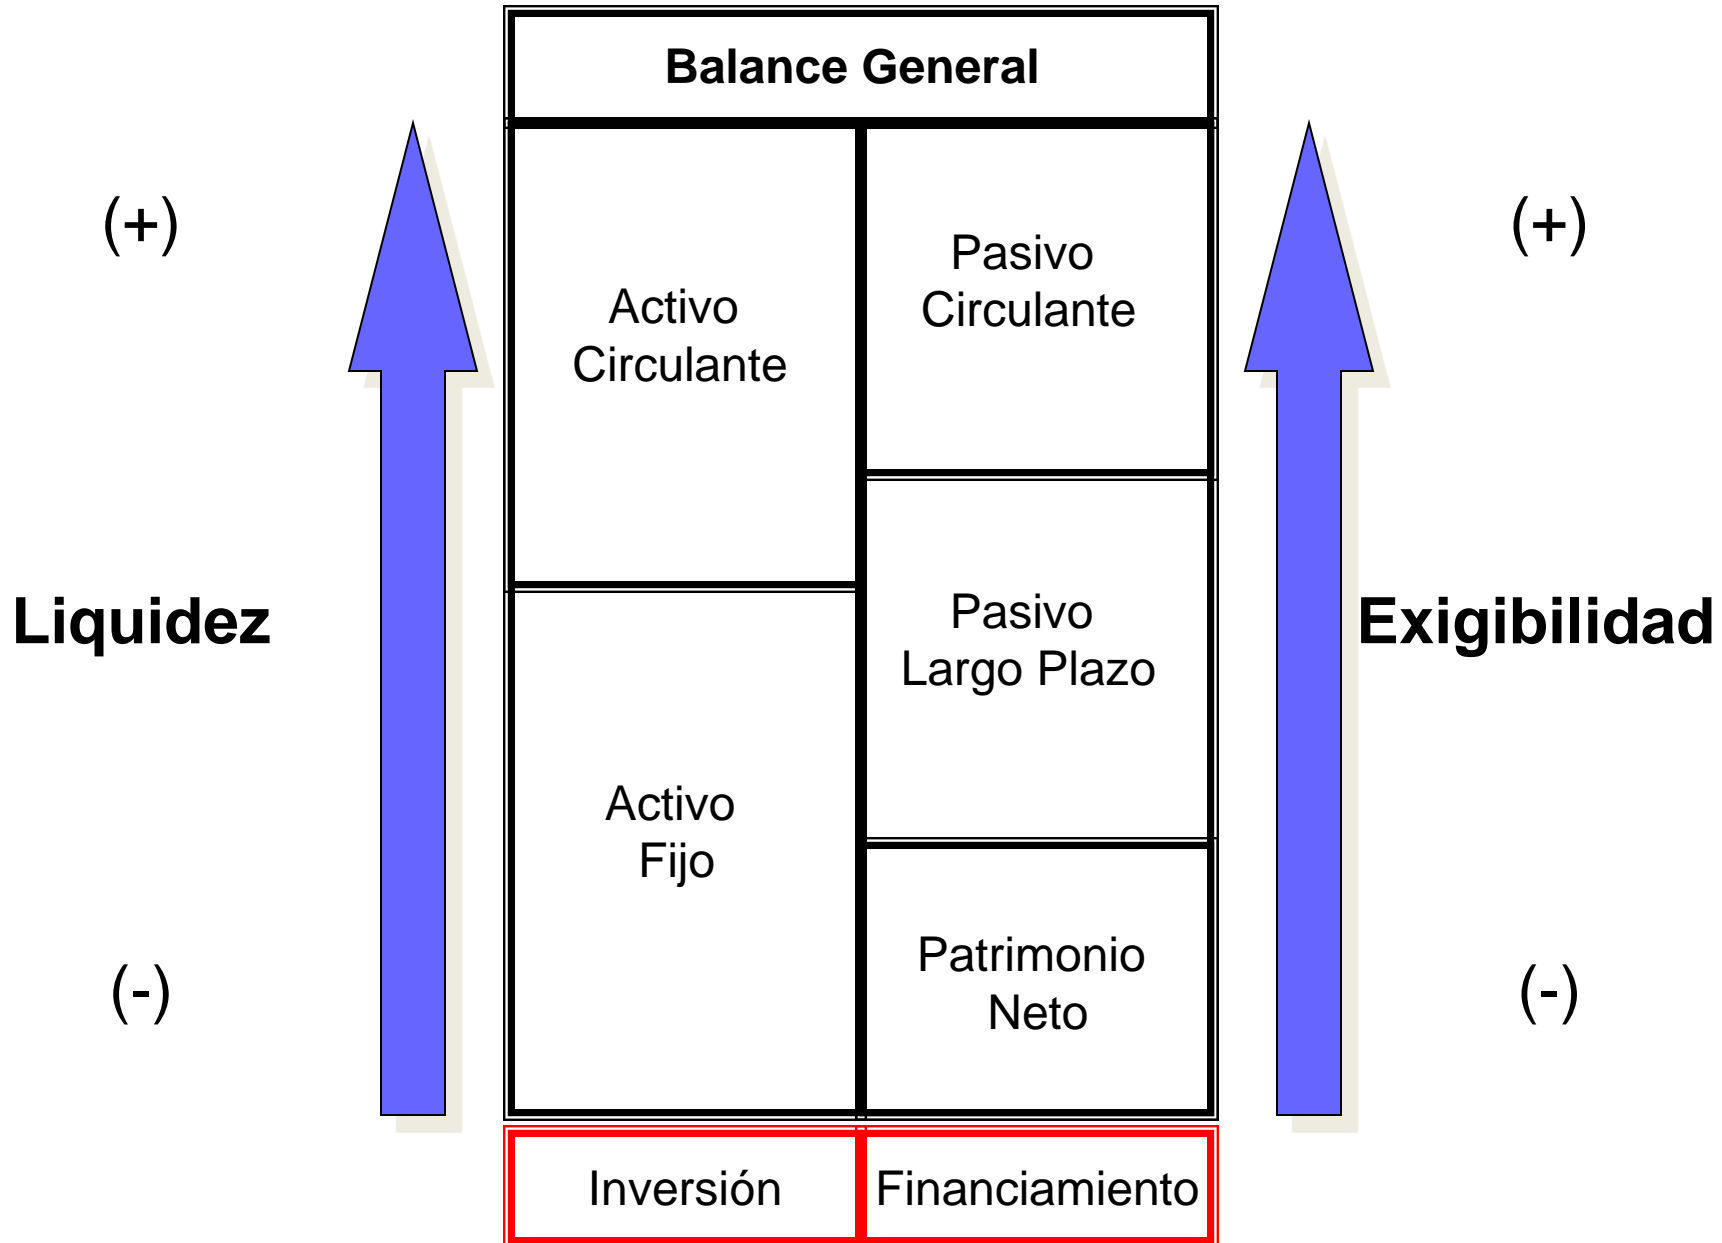 Balance General
(+)
(+)
Activo
Circulante
Pasivo
Circulante
Liquidez
Exigibilidad
Pasivo
Largo Plazo
Activo
Fijo
Patrimonio
Neto
(-)
(-)
Inversión
Financiamiento